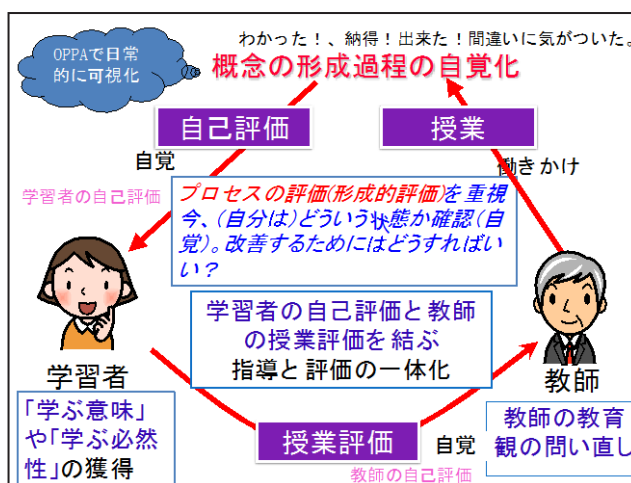 わかった!、納得!出来た!間違いに気がついた。
OPPAで日常
的に可視化
概念の形成過程の自覚化
自己評価
授業
自覚
働きかけ
学習者の自己評価
プロセスの評価(形成的評価)を重視
今、(自分は)どういう状態か確認(自
覚)。改善するためにはどうすればい
い?
学習者の自己評価と教師
の授業評価を結ぶ
指導と評価の一体化
学習者
教師
「学ぶ意味」
や「学ぶ必然
性」の獲得
授業評価
自覚
教師の自己評価
教師の教育
観の問い直し